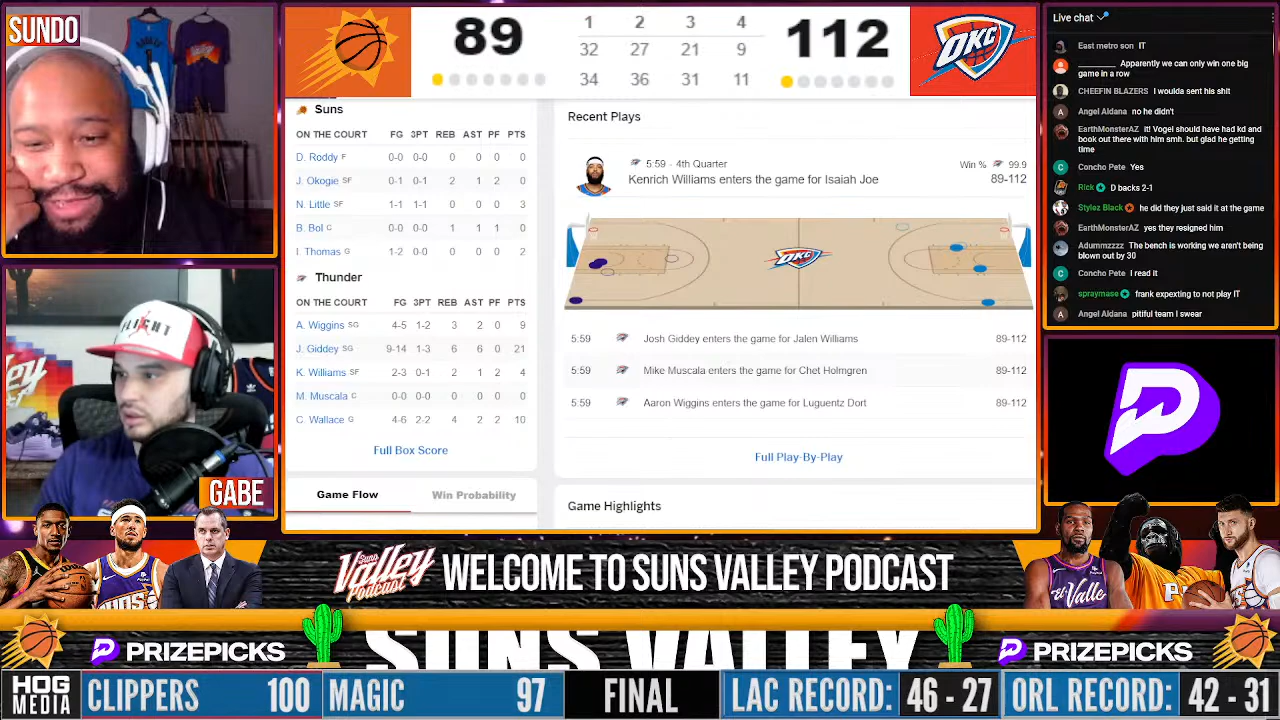 SUNDO
89
1 2 3 4
32 27 21 9
34 36 31 11
112
OKC
Suns
ON THE COURT FG 3PT REB AST PF PTS
D. Roddy F 0-0 0-0 0 0 0 0
J. Okogie SF 0-1 0-1 2 1 2 0
N. Little SF 1-1 1-1 0 0 0 3
B. Bol C 0-0 0-0 1 1 1 0
I. Thomas G 1-2 0-0 0 0 0 2
Thunder
ON THE COURT FG 3PT REB AST PF PTS
A. Wiggins SG 4-5 1-2 3 2 0 9
J. Giddey SG 9-14 1-3 6 6 0 21
K. Williams SF 2-3 0-1 2 1 2 4
M. Muscala C 0-0 0-0 0 0 0 0
C. Wallace G 4-6 2-2 4 2 2 10
Full Box Score
Game Flow Win Probability
Recent Plays
5:59 - 4th Quarter
Kenrich Williams enters the game for Isaiah Joe
Win % 99.9
89-112
OKC
5:59 Josh Giddey enters the game for Jalen Williams 89-112
5:59 Mike Muscala enters the game for Chet Holmgren 89-112
5:59 Aaron Wiggins enters the game for Luguentz Dort 89-112
Full Play-By-Play
Game Highlights
Live chat
East metro son IT
________ Apparently we can only win one big
game in a row
CHEEFIN BLAZERS I woulda sent his shit
Angel Aldana no he didn't
EarthMonsterAZ it! Vogel should have had kd and
book out there with him smh. but glad he getting
time
Concho Pete Yes
Rick D backs 2-1
Stylez Black he did they just said it at the game
EarthMonsterAZ yes they resigned him
Adummzzzz The bench is working we aren't being
blown out by 30
Concho Pete I read it
spraymase frank expexting to not play IT
Angel Aldana pitiful team I swear
FLIGHT
GABE
Suns
Valley
Podcast
WELCOME TO SUNS VALLEY PODCAST
PRIZEPICKS
SUNS VALLEY
PRIZEPICKS
HOG
MEDIA
CLIPPERS 100 MAGIC 97 FINAL LAC RECORD: 46 - 27 ORL RECORD: 42 - 31